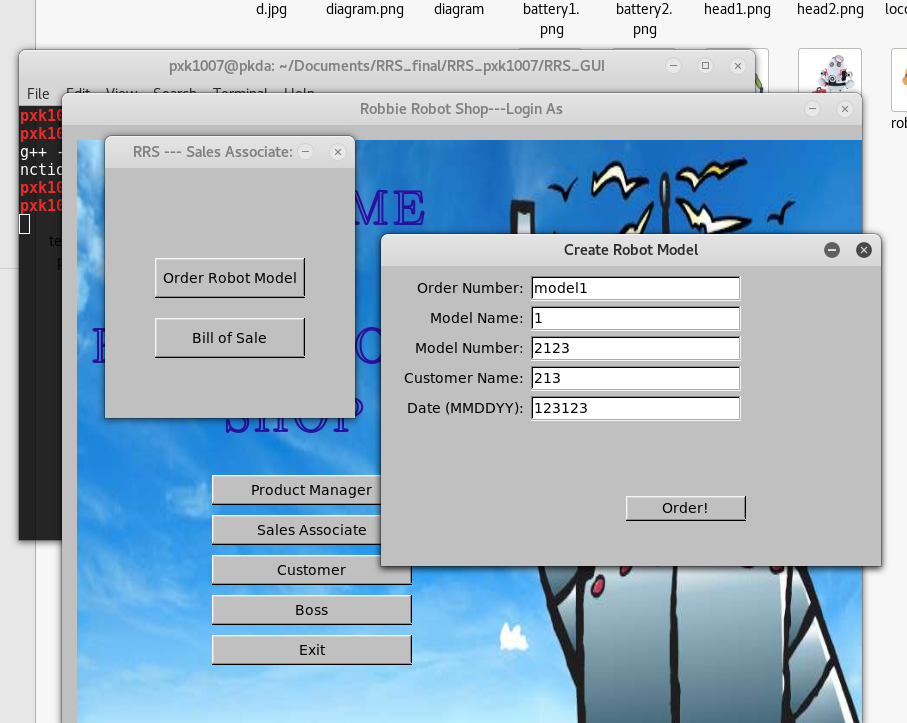 d.jpg diagram.png diagram battery1. battery2. head1.png head2.png
png png
pxk1007@pkda: ~/Documents/RRS_final/RRS_pxk1007/RRS_GUI
File Edit View Search Terminal Help
Robbie Robot Shop---Login As
pxk10
pxk10
g++ -
nctio
pxk10
pxk10
RRS --- Sales Associate:
Order Robot Model
Bill of Sale
ME
SHOP
Create Robot Model
Order Number: model1
Model Name: 1
Model Number: 2123
Customer Name: 213
Date (MMDDYY): 123123
Order!
Product Manager
Sales Associate
Customer
Boss
Exit